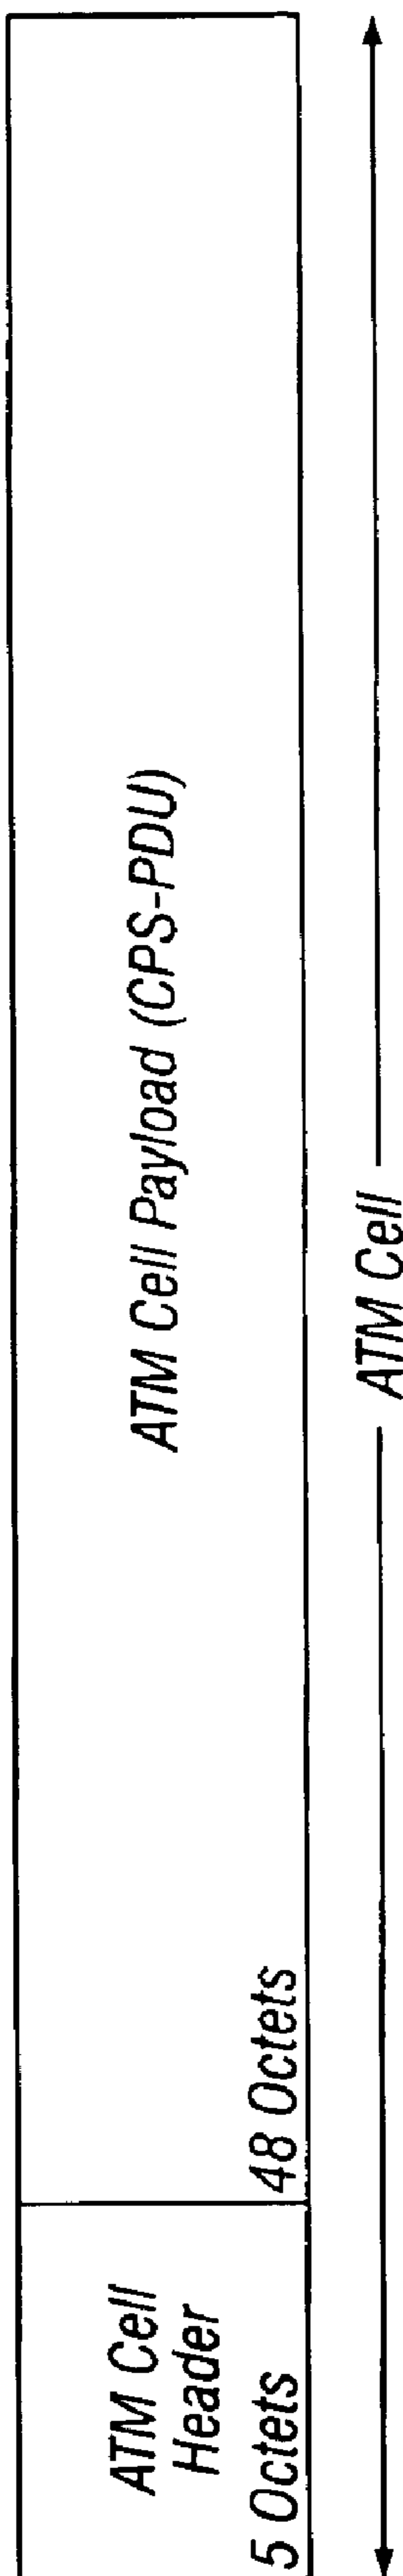 ATM Cell
Header
5 Octets
ATM Cell Payload (CPS-PDU)
48 Octets
ATM Cell